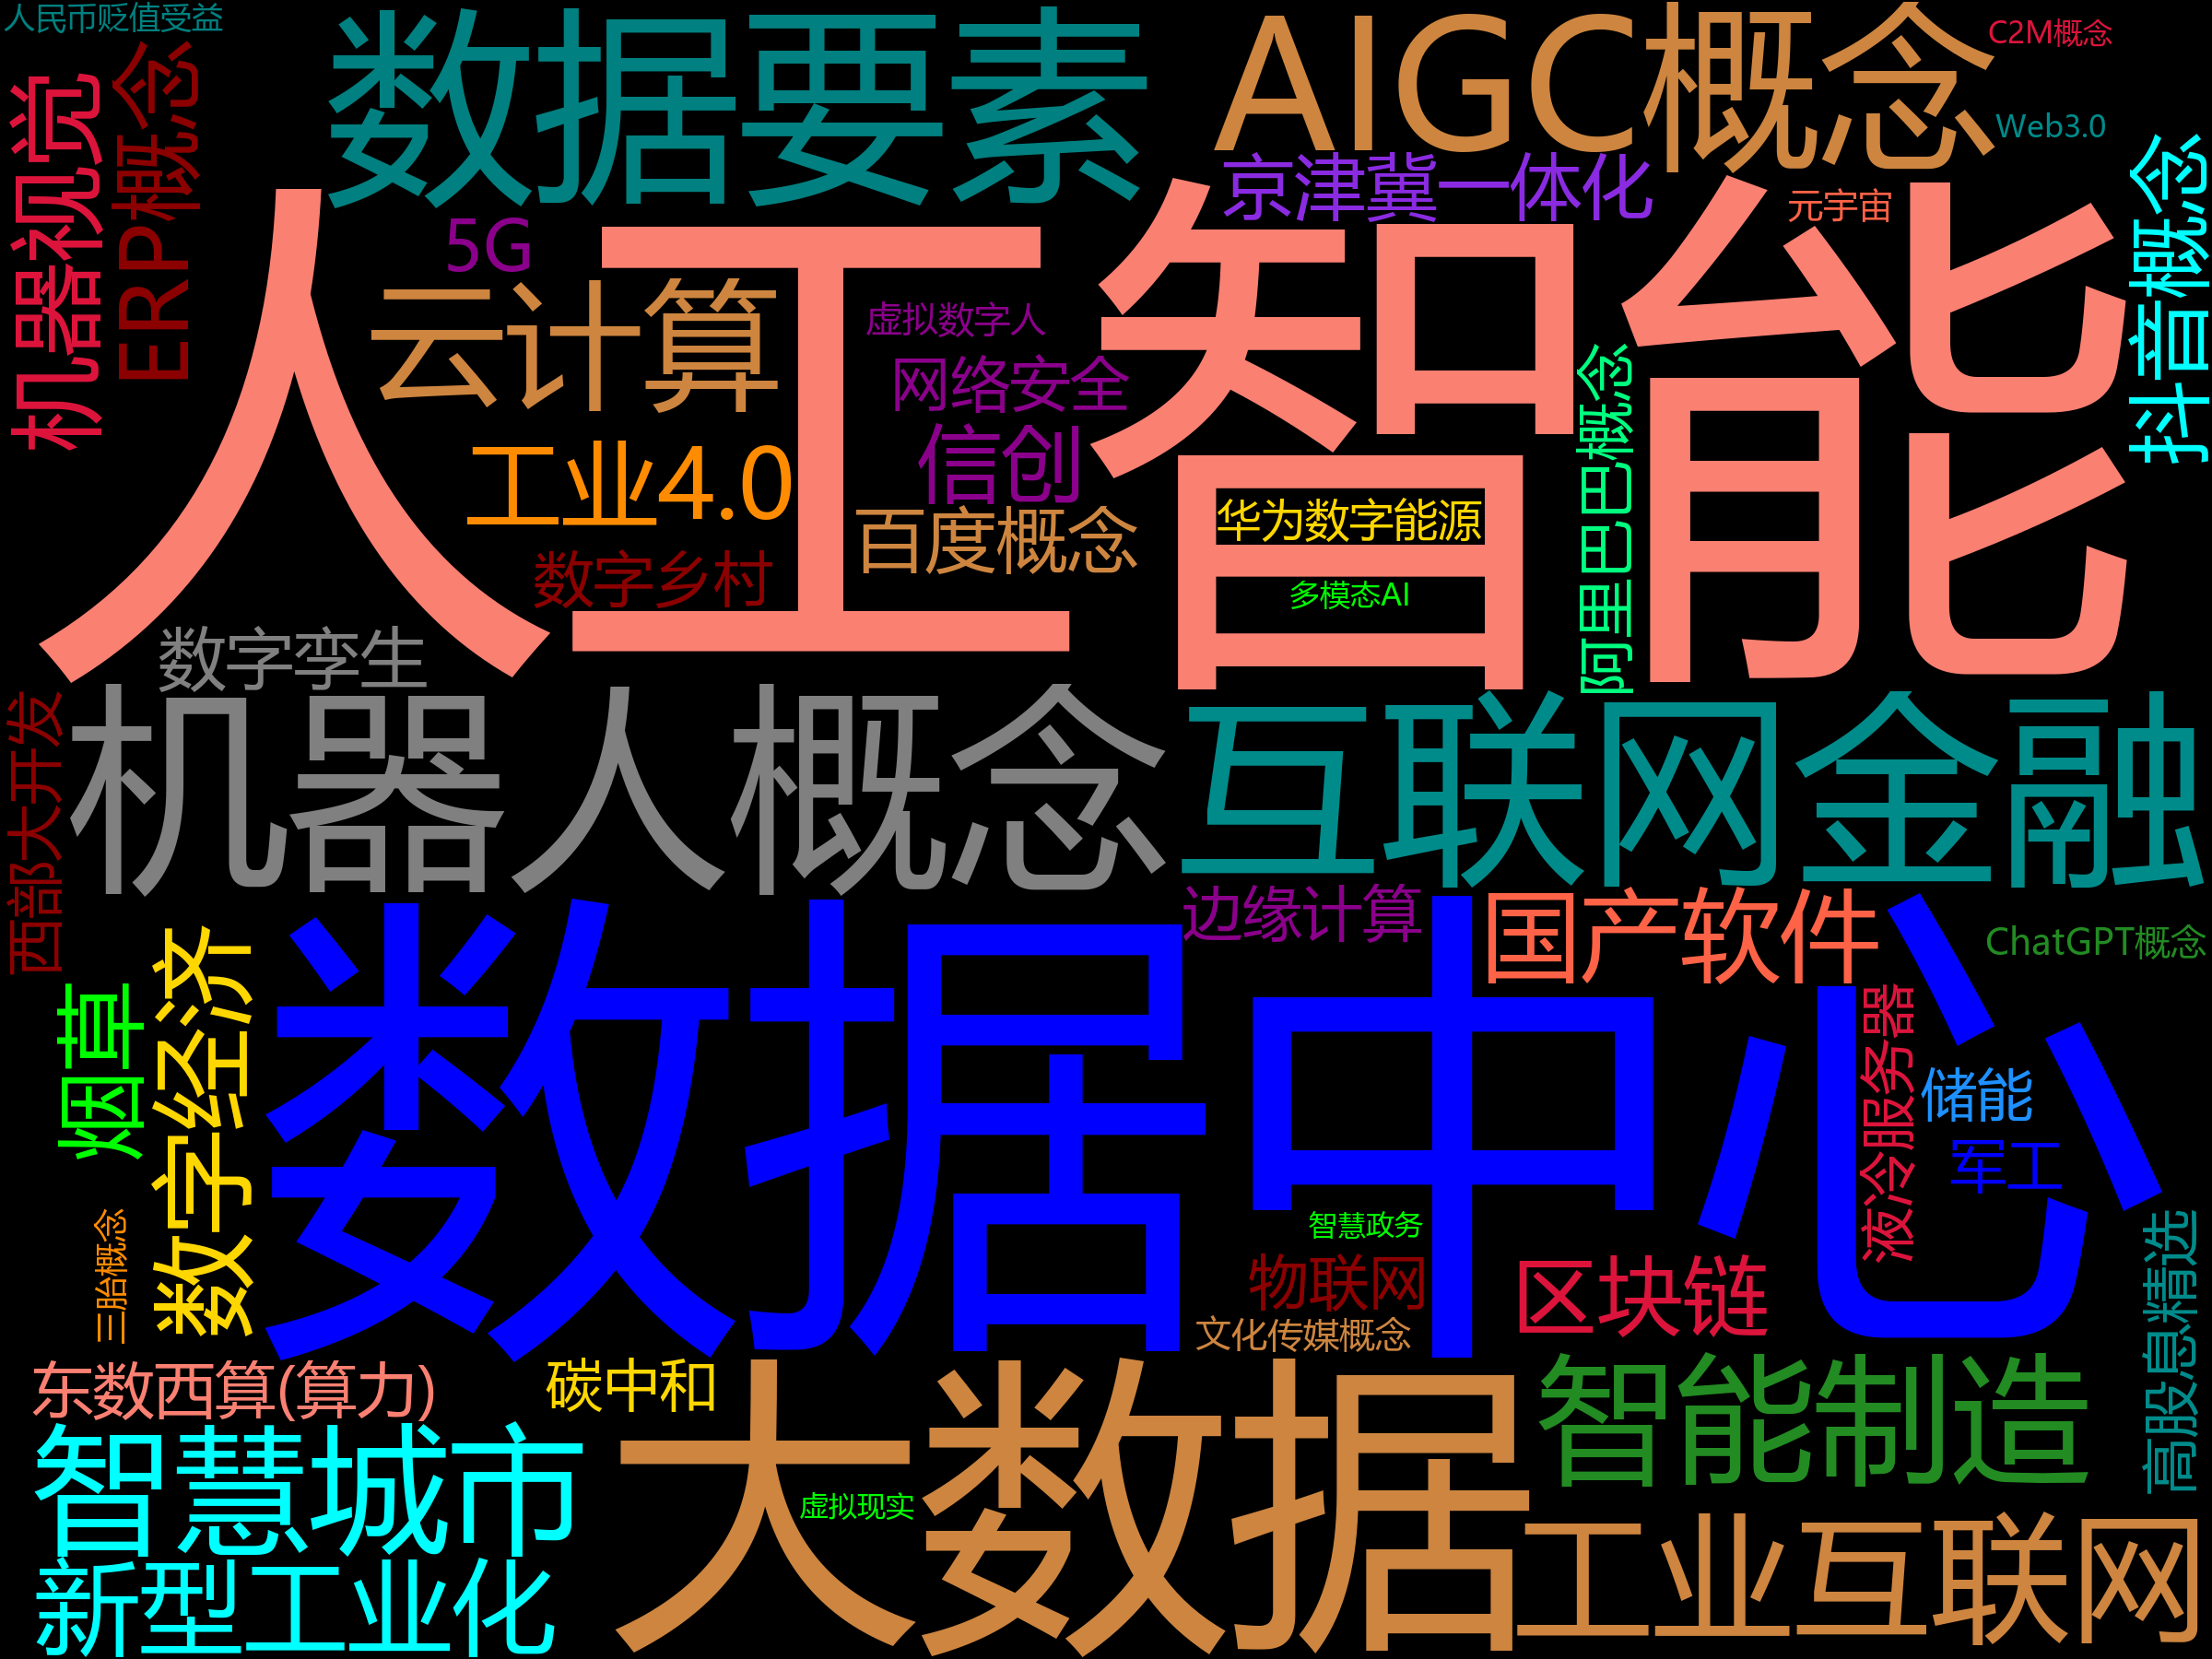 人民币贬值受益
数据要素
AIGC概念
C2M概念
Web3.0
机器视觉
ERP概念
京津冀一体化
元宇宙
抖音概念
5G
人工智能
云计算
虚拟数字人
网络安全
阿里巴巴概念
工业4.0
信创
百度概念
华为数字能源
数字乡村
多模态AI
数字孪生
机器人概念
互联网金融
西部大开发
边缘计算
国产软件
ChatGPT概念
数据中心
烟草
数字经济
液冷服务器
储能
军工
三胎概念
智慧政务
物联网
区块链
高股息精选
文化传媒概念
东数西算(算力)
碳中和
智能制造
智慧城市
大数据
虚拟现实
工业互联网
新型工业化